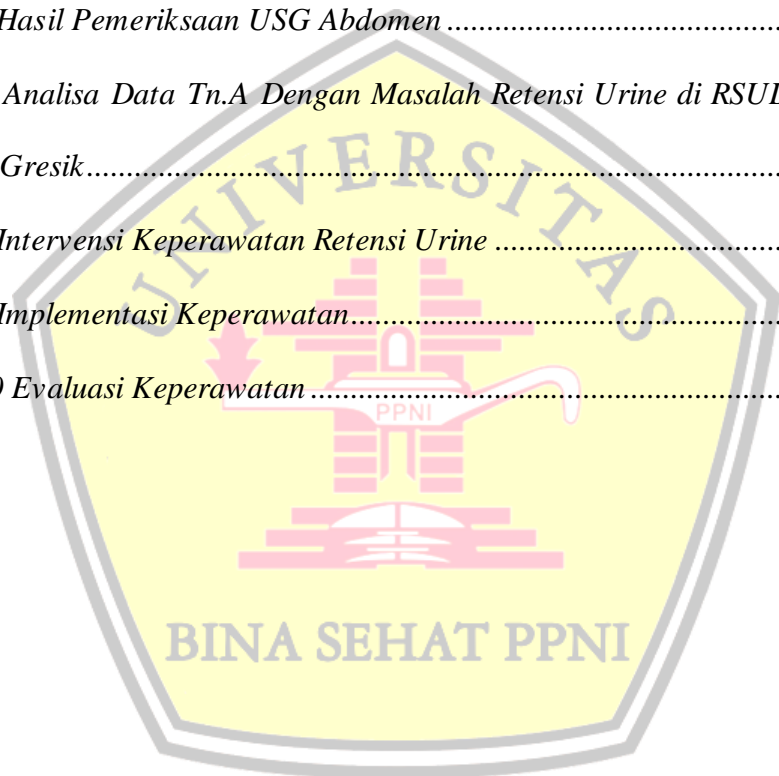 Hasil Pemeriksaan USG Abdomen ..........................................................
Analisa Data Tn.A Dengan Masalah Retensi Urine di RSUD
Gresik..............................................................................................................
Intervensi Keperawatan Retensi Urine ..................................................
Implementasi Keperawatan.......................................................................
Evaluasi Keperawatan ..............................................................................
UNIVERSITAS
PPNI
BINA SEHAT PPNI